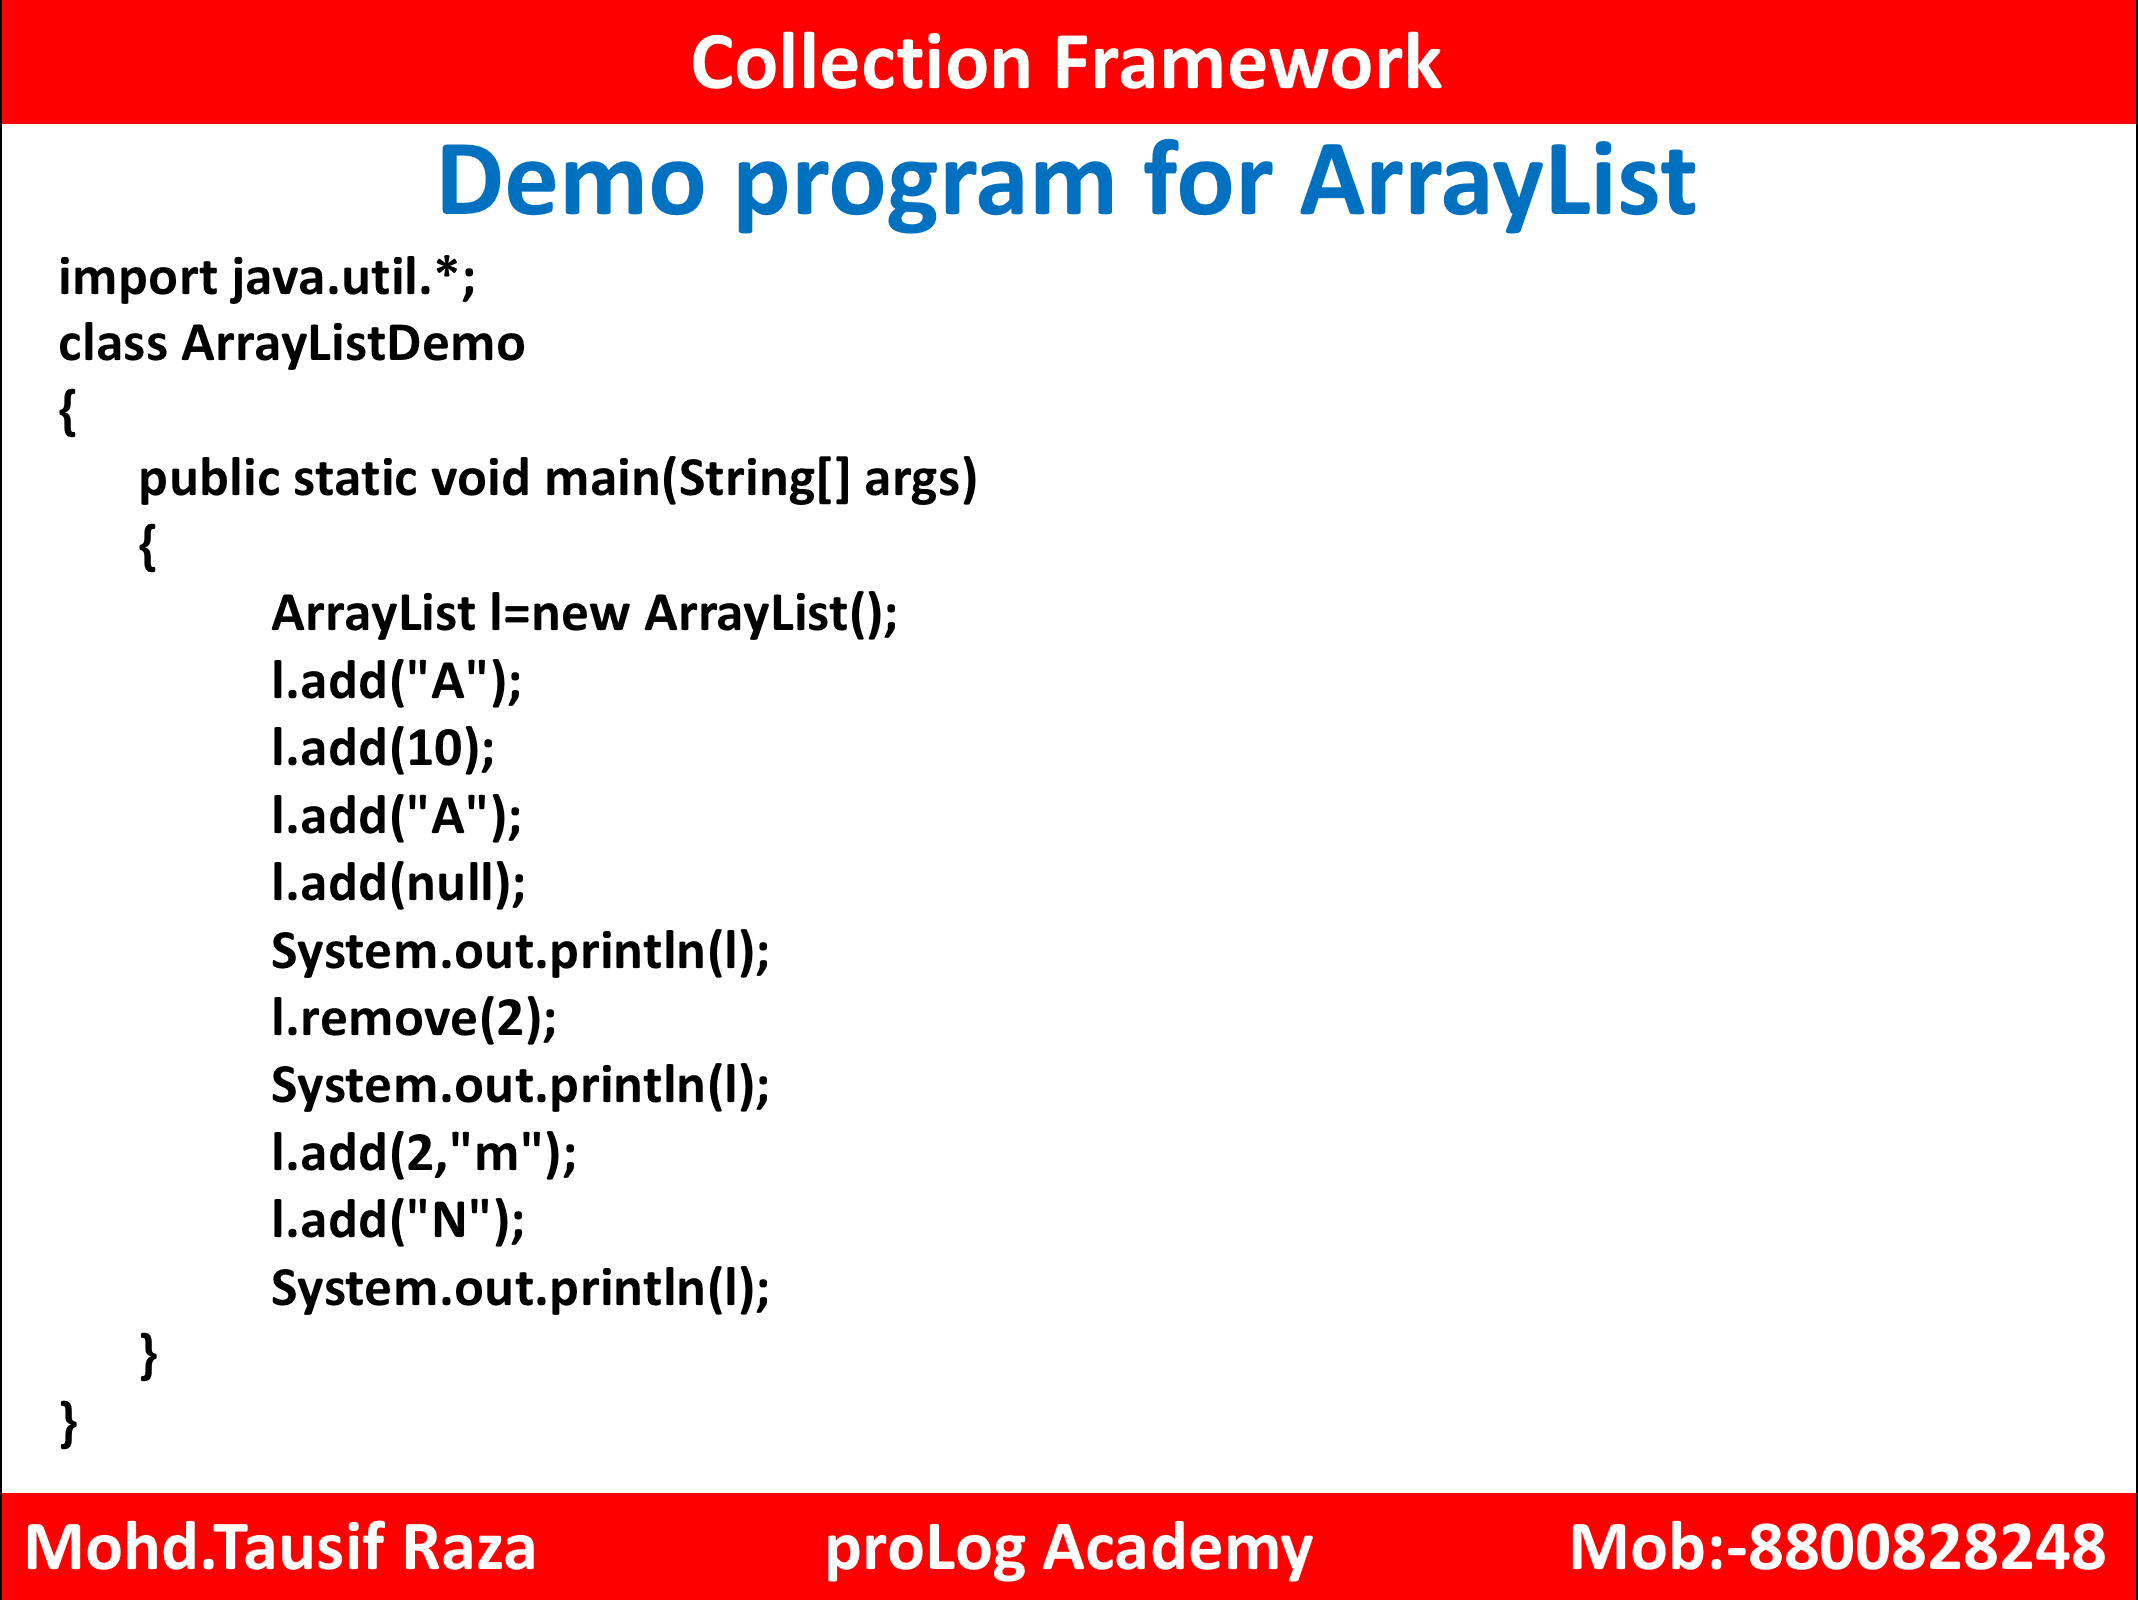 Collection Framework
Demo program for ArrayList
import java.util.*;
class ArrayListDemo
{
public static void main(String[] args)
{
ArrayList l=new ArrayList();
l.add("A");
l.add(10);
l.add("A");
l.add(null);
System.out.println(l);
l.remove(2);
System.out.println(l);
l.add(2,"m");
l.add("N");
System.out.println(l);
}
}
Mohd.Tausif Raza proLog Academy Mob:-8800828248